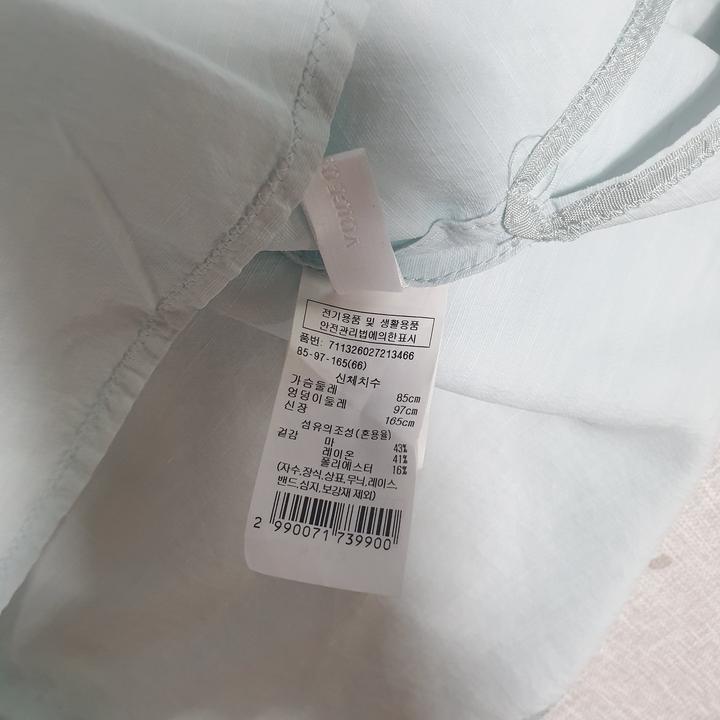 전기용품 및 생활용품
안전관리법에의한표시
품번: 711326027213466
85-97-165(66)
신체치수
가슴둘레 85cm
엉덩이둘레 97cm
신장 165cm
섬유의조성(혼용율)
겉감 마 43%
레이온 41%
폴리에스터 16%
(자수,장식,상표,무늬,레이스
밴드,심지,보강재 제외)
2 990071 739900